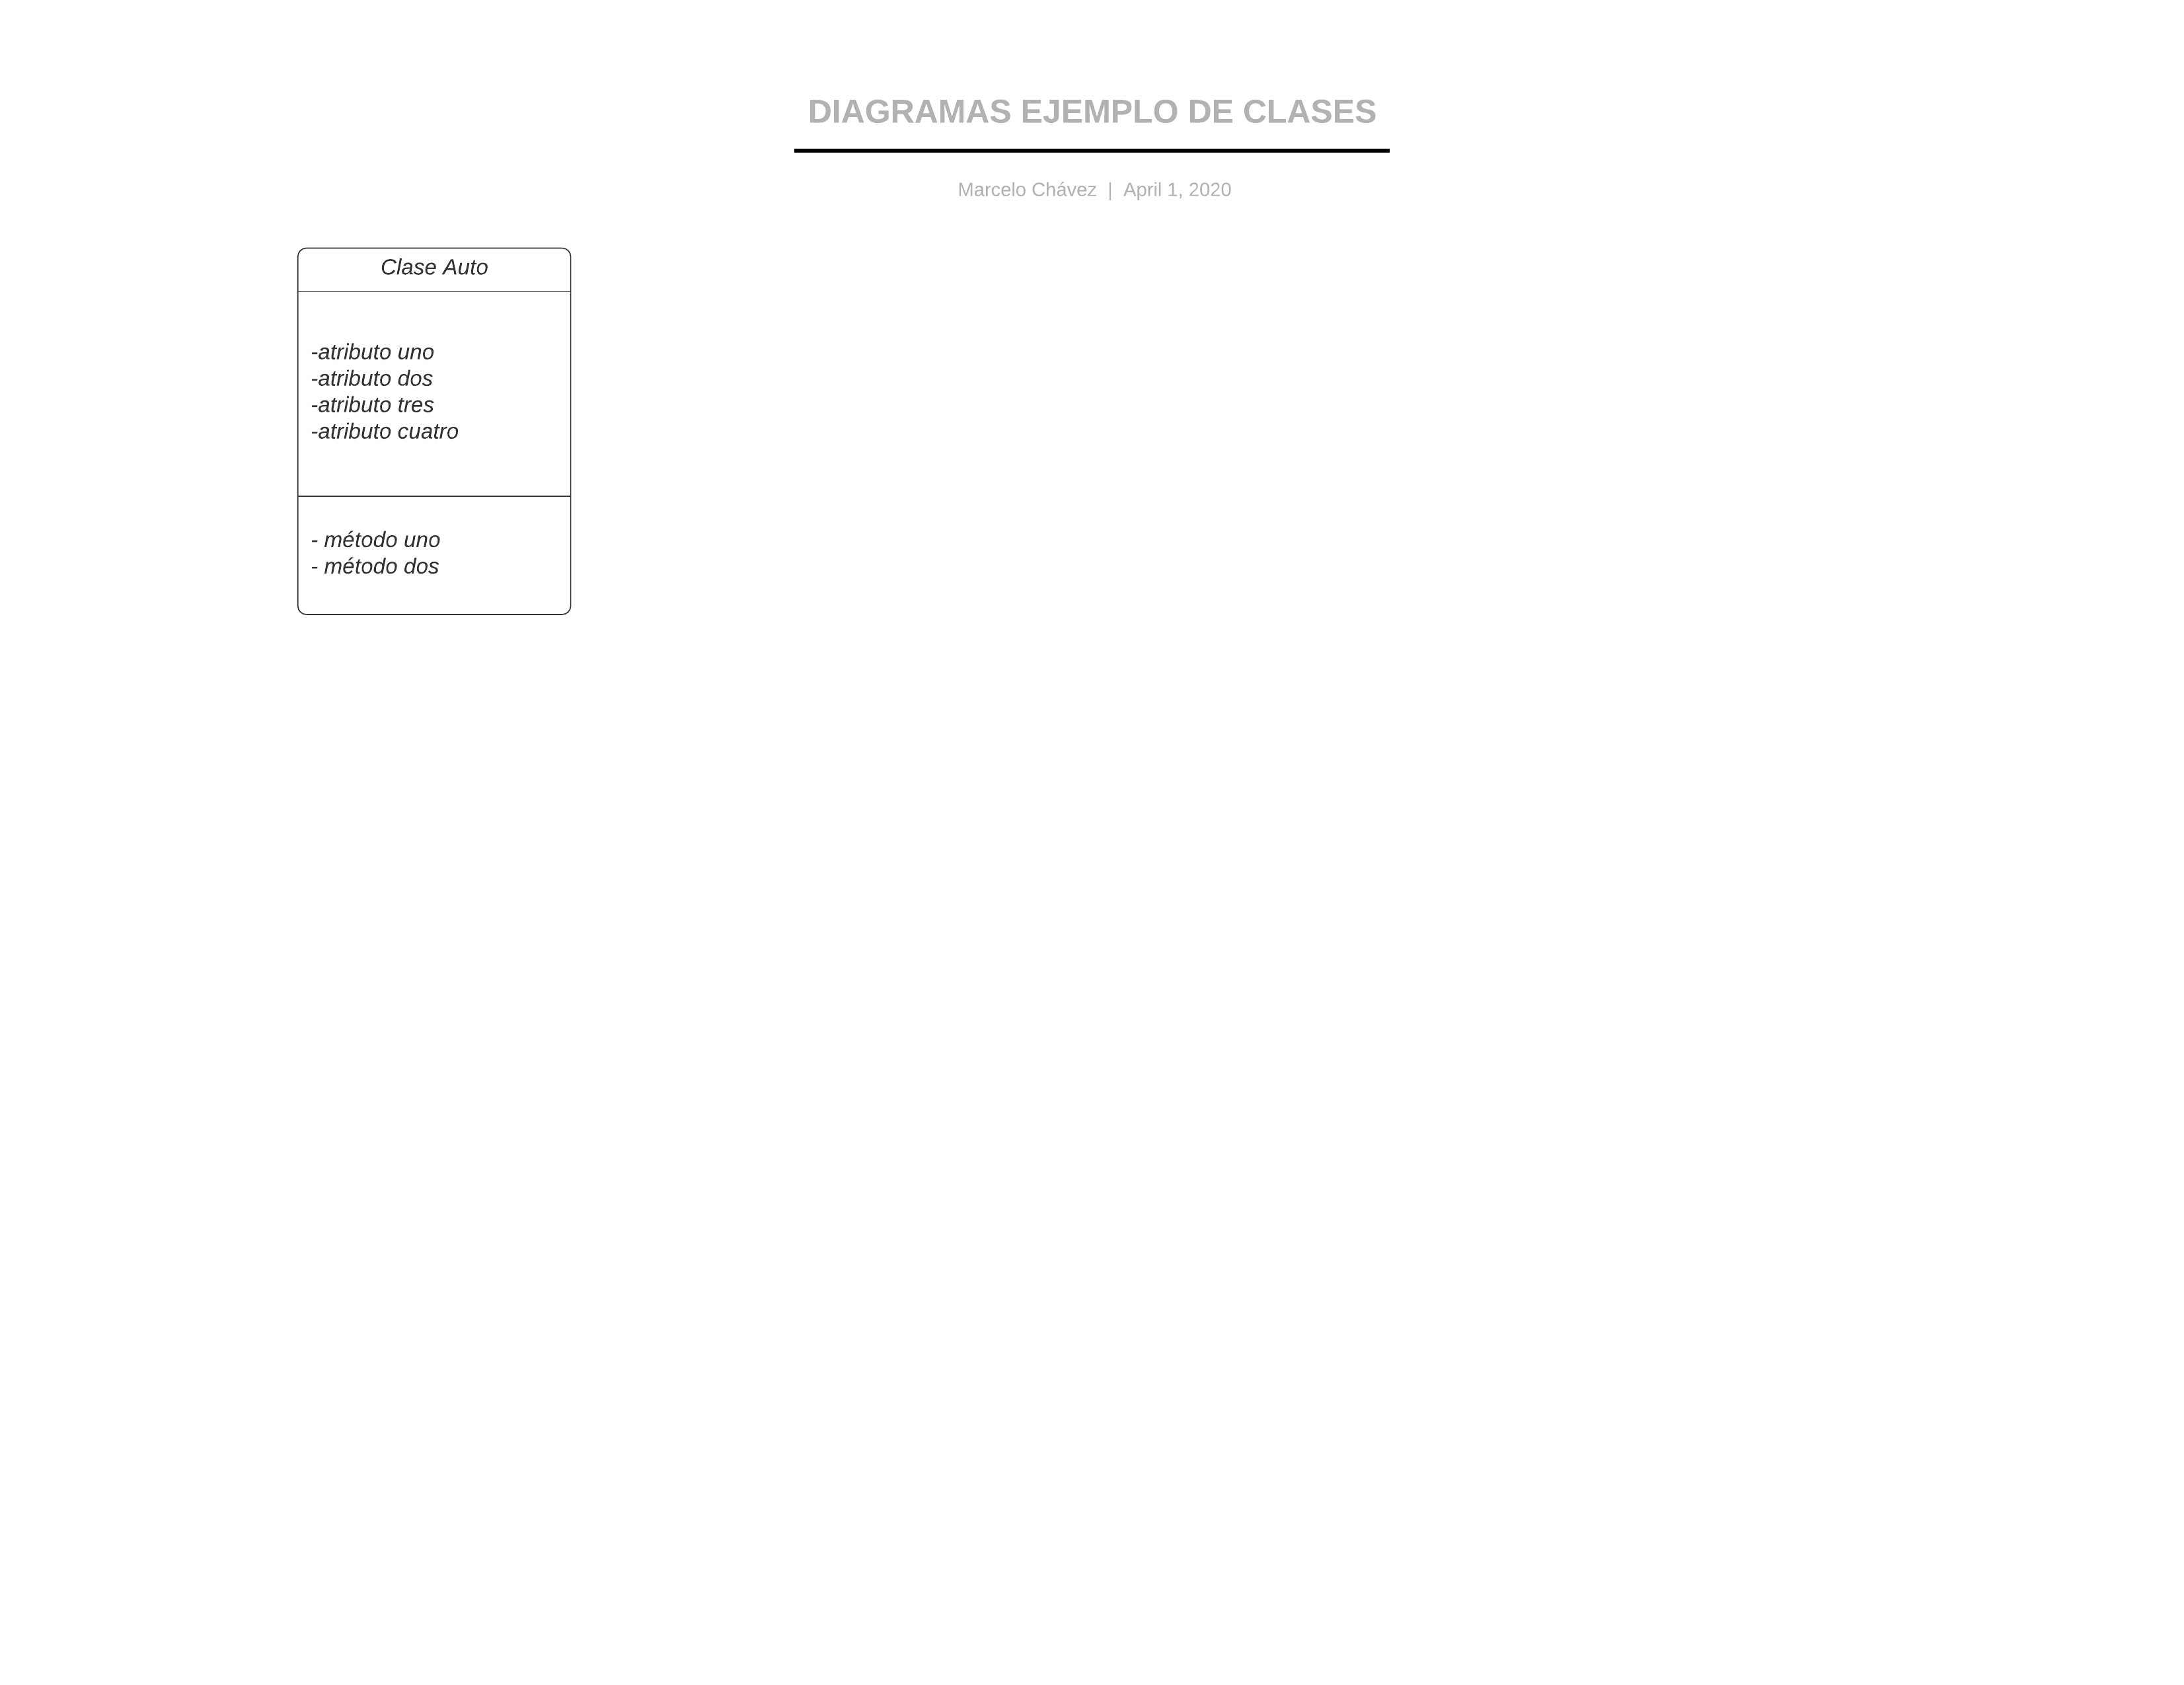 DIAGRAMAS EJEMPLO DE CLASES
Marcelo Chávez | April 1, 2020
Clase Auto
-atributo uno
-atributo dos
-atributo tres
-atributo cuatro
- método uno
- método dos